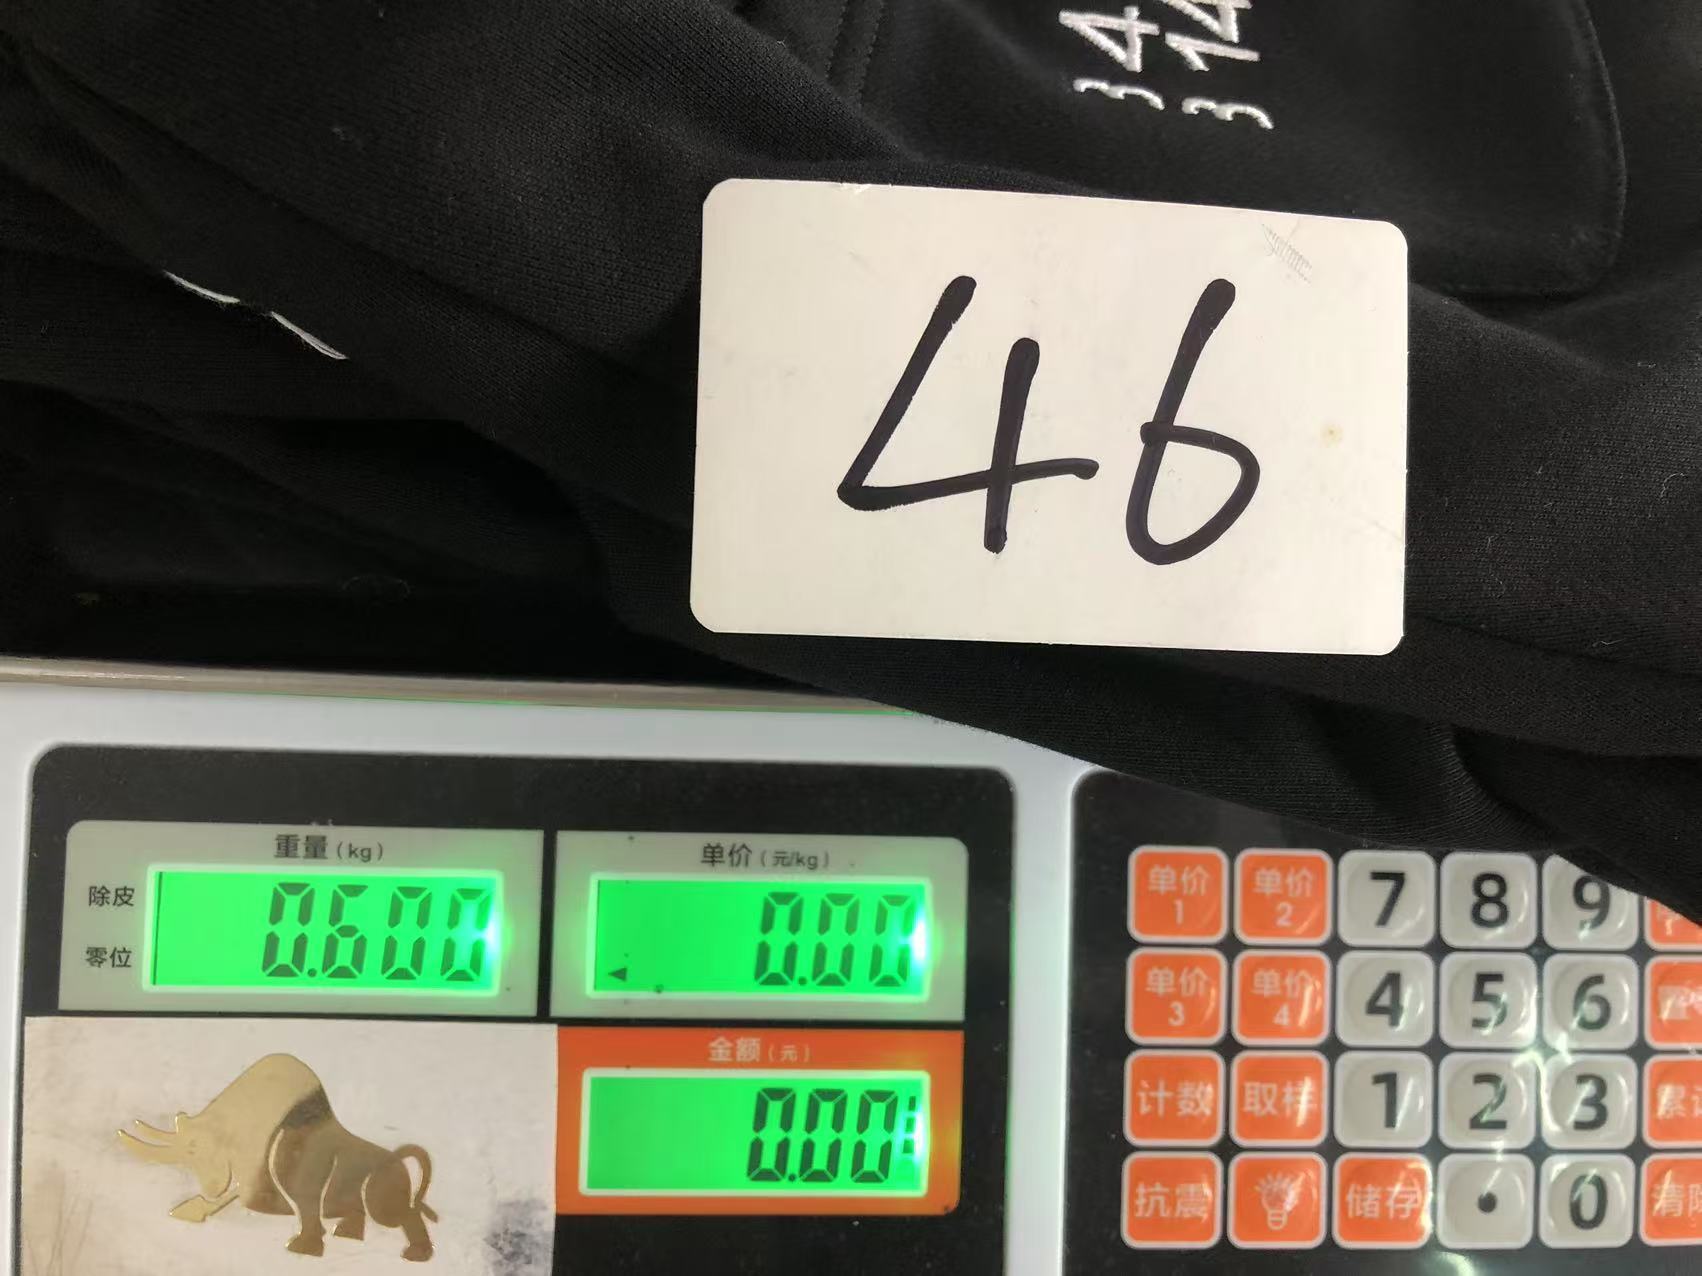 46
重量(kg)
除皮
零位
0.600
单价(元/kg)
0.00
金额(元)
0.00
单价1 单价2 7 8 9
单价3 单价4 4 5 6
计数 取样 1 2 3
抗震 储存 • 0